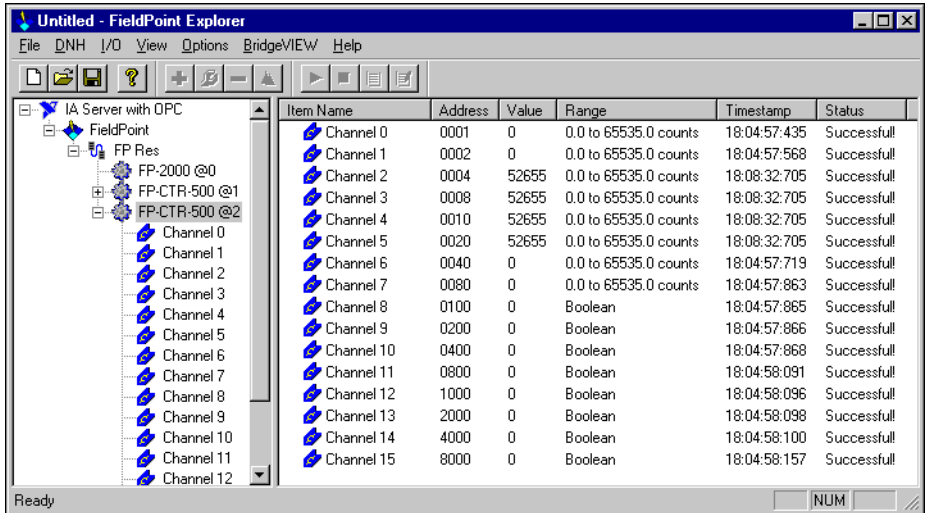 Untitled - FieldPoint Explorer
File DNH I/O View Options BridgeVIEW Help
IA Server with OPC
FieldPoint
FP Res
FP-2000 @0
FP-CTR-500 @1
FP-CTR-500 @2
Channel 0
Channel 1
Channel 2
Channel 3
Channel 4
Channel 5
Channel 6
Channel 7
Channel 8
Channel 9
Channel 10
Channel 11
Channel 12
Item Name Address Value Range Timestamp Status
Channel 0 0001 0 0.0 to 65535.0 counts 18:04:57:435 Successful!
Channel 1 0002 0 0.0 to 65535.0 counts 18:04:57:568 Successful!
Channel 2 0004 52655 0.0 to 65535.0 counts 18:08:32:705 Successful!
Channel 3 0008 52655 0.0 to 65535.0 counts 18:08:32:705 Successful!
Channel 4 0010 52655 0.0 to 65535.0 counts 18:08:32:705 Successful!
Channel 5 0020 52655 0.0 to 65535.0 counts 18:08:32:705 Successful!
Channel 6 0040 0 0.0 to 65535.0 counts 18:04:57:719 Successful!
Channel 7 0080 0 0.0 to 65535.0 counts 18:04:57:863 Successful!
Channel 8 0100 0 Boolean 18:04:57:865 Successful!
Channel 9 0200 0 Boolean 18:04:57:866 Successful!
Channel 10 0400 0 Boolean 18:04:57:868 Successful!
Channel 11 0800 0 Boolean 18:04:58:091 Successful!
Channel 12 1000 0 Boolean 18:04:58:096 Successful!
Channel 13 2000 0 Boolean 18:04:58:098 Successful!
Channel 14 4000 0 Boolean 18:04:58:100 Successful!
Channel 15 8000 0 Boolean 18:04:58:157 Successful!
Ready NUM